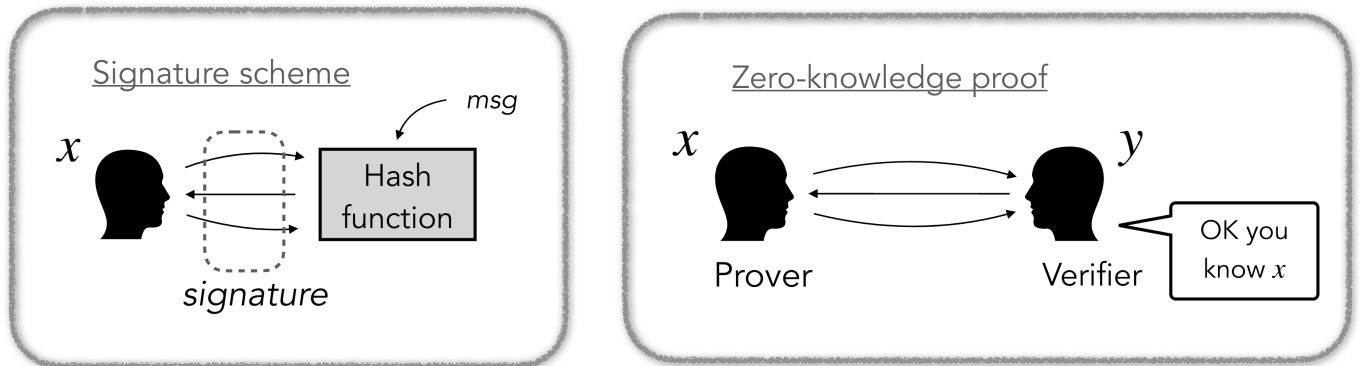 Signature scheme
msg
x
Hash
function
signature
Zero-knowledge proof
x
y
OK you
know x
Prover
Verifier